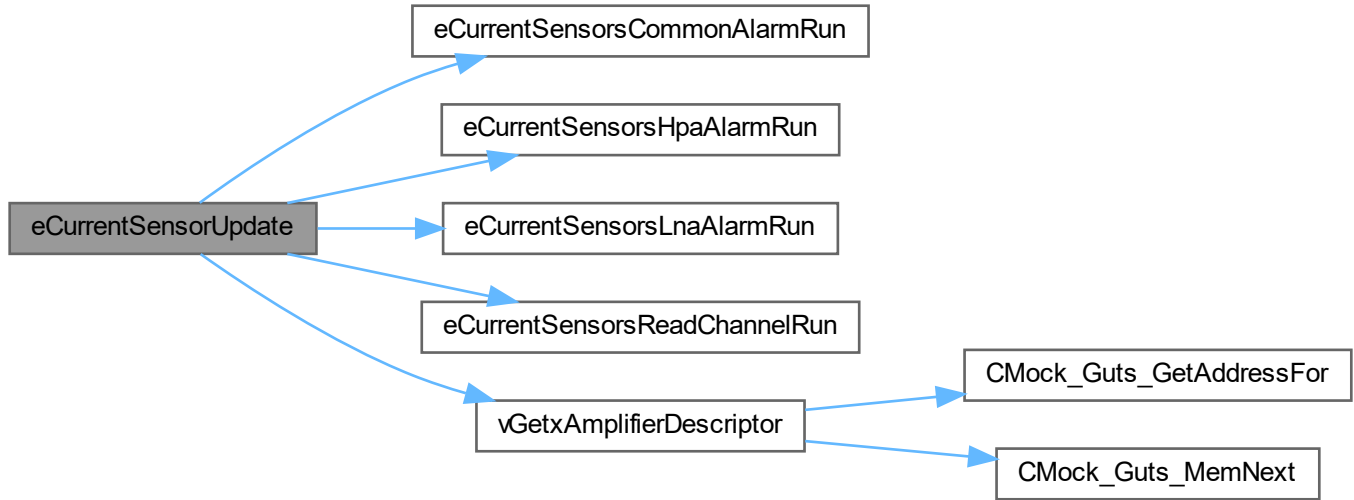 eCurrentSensorsCommonAlarmRun
eCurrentSensorsHpaAlarmRun
eCurrentSensorUpdate
eCurrentSensorsLnaAlarmRun
eCurrentSensorsReadChannelRun
CMock_Guts_GetAddressFor
vGetxAmplifierDescriptor
CMock_Guts_MemNext